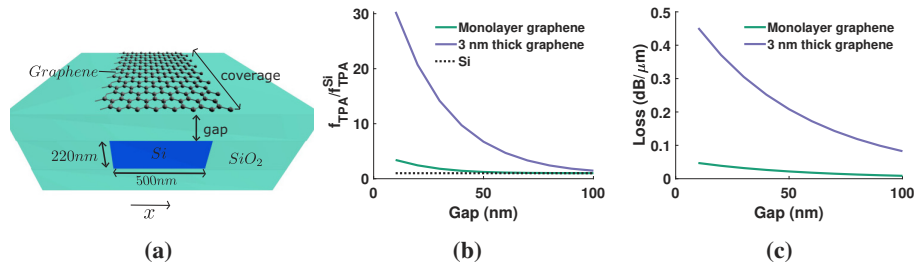 Graphene
coverage
gap
Si
220nm
SiO₂
500nm
x
(a)
f_TPA/f^Si_TPA
30
20
10
0
Monolayer graphene
3 nm thick graphene
Si
0
50
100
Gap (nm)
(b)
Loss (dB/μm)
0.5
0.4
0.3
0.2
0.1
0
Monolayer graphene
3 nm thick graphene
0
50
100
Gap (nm)
(c)